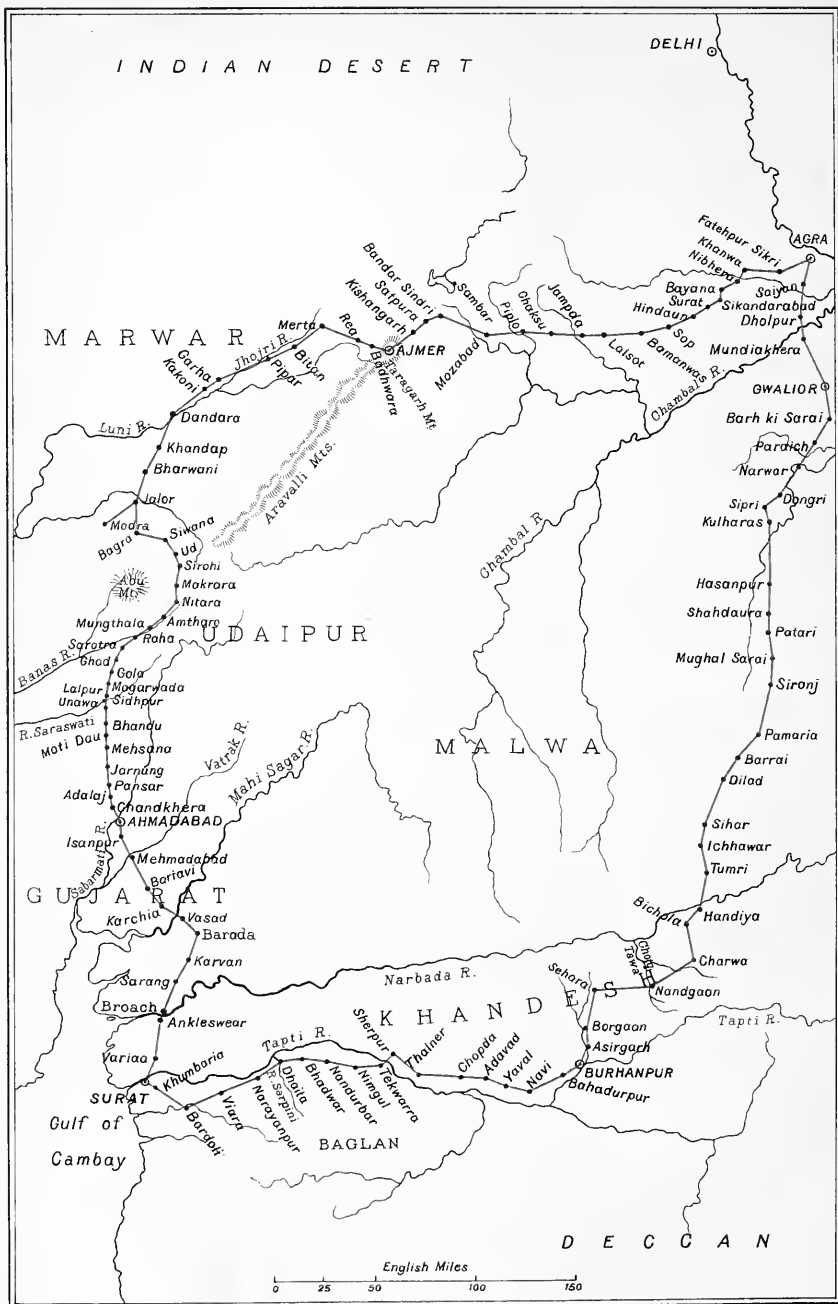 DELHI
INDIAN DESERT
AGRA
Fatehpur Sikri
Khanwa
Nibhera
Bayana
Surat
Hindaun
Sikandarabad
Saiyan
Dholpur
Mundiakhera
Sop
Bamanwas
Lalsot
Jampda
Chaksu
Piplo
Mozabad
Sambar
Bandar Sindri
Satpura
Kishangarh
AJMER
Taragarh Mt.
Badhwara
Rea
Merta
MARWAR
Jhojri R.
Bitan
Pipar
Garha
Kakoni
Dandara
Luni R.
Aravalli Mts.
Chambal R.
GWALIOR
Barh ki Sarai
Paraich
Narwar
Dongri
Sipri
Kulharas
Khandap
Bharwani
Jalor
Modra
Bagra
Siwana
Ud
Sirohi
Abu
Mt.
Makrara
Nitara
Amtharo
Mungthala
Raha
Sarotra
UDAIPUR
Banas R.
Ghod
Gola
Mogarwada
Lalpur
Unawa
Sidhpur
R. Saraswati
Bhandu
Moti Dau
Mehsana
Jarnang
Pansar
Adalaj
Chandkhera
AHMADABAD
Isanpur
Sabarmati R.
Vatrak R.
Mahi Sagar R.
Mehmadabad
Bariavi
GUJARAT
Karchia
Vasad
Barada
Karvan
Sarang
Broach
Ankleswear
Variaa
SURAT
Gulf of
Cambay
Chambal R.
MALWA
Hasanpur
Shahdaura
Patari
Mughal Sarai
Sironj
Pamaria
Barrai
Dilad
Sihar
Ichhawar
Tumri
Bichola
Handiya
Charwa
Chotti
Tawa
Nandgaon
Sehora
Narbada R.
KHANDES
Borgaon
Asirgarh
Tapti R.
BURHANPUR
Bahadurpur
Navi
Yaval
Adavad
Chopda
Thalner
Sherpur
Tekwarra
Nimgul
Nandurbar
Bhadwar
Dhaita
R. Sarpini
Narayanpur
Viara
Bardoli
Khumbaria
Tapti R.
BAGLAN
DECCAN
English Miles
0 25 50 100 150